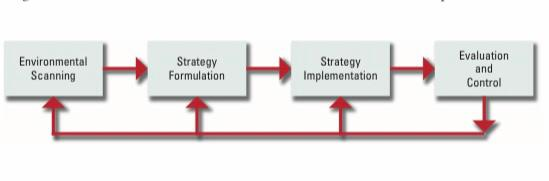 Environmental
Scanning
Strategy
Formulation
Strategy
Implementation
Evaluation
and
Control